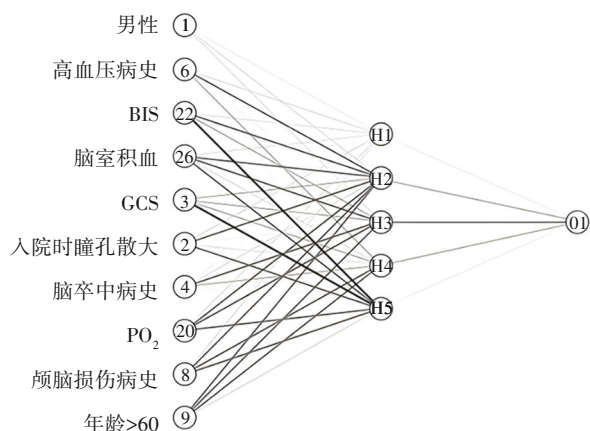 男性 1
高血压病史 6
BIS 22
脑室积血 26
GCS 3
入院时瞳孔散大 2
脑卒中病史 4
PO₂ 20
颅脑损伤病史 8
年龄>60 9
H1
H2
H3
H4
H5
01